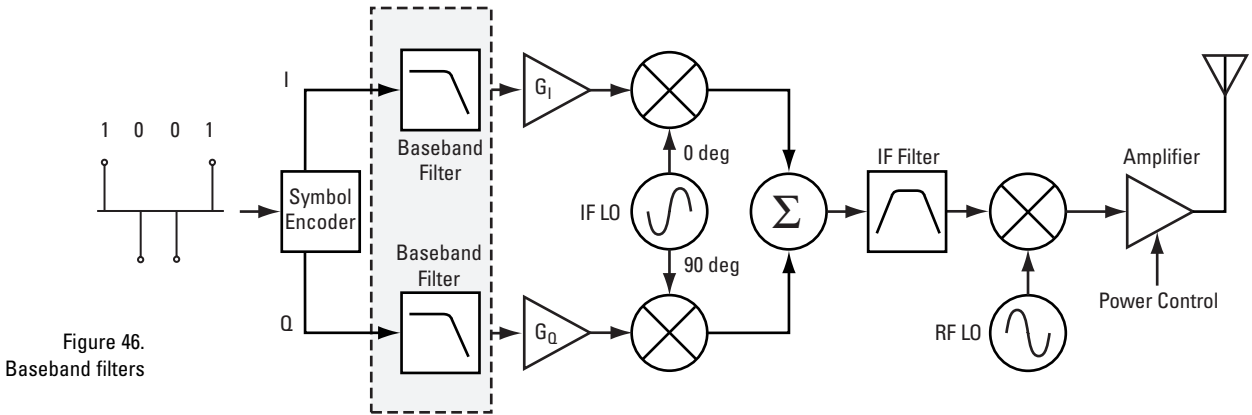 1 0 0 1
I
Q
Symbol
Encoder
Baseband
Filter
Baseband
Filter
G_I
G_Q
0 deg
IF LO
90 deg
Σ
IF Filter
RF LO
Amplifier
Power Control
Figure 46.
Baseband filters